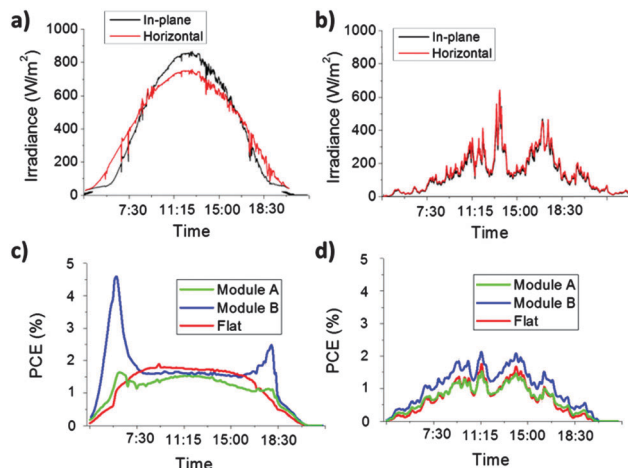 a)
In-plane
Horizontal
Irradiance (W/m²)
1000
800
600
400
200
0
7:30 11:15 15:00 18:30
Time
b)
In-plane
Horizontal
Irradiance (W/m²)
1000
800
600
400
200
0
7:30 11:15 15:00 18:30
Time
c)
Module A
Module B
Flat
PCE (%)
5
4
3
2
1
0
7:30 11:15 15:00 18:30
Time
d)
Module A
Module B
Flat
PCE (%)
5
4
3
2
1
0
7:30 11:15 15:00 18:30
Time